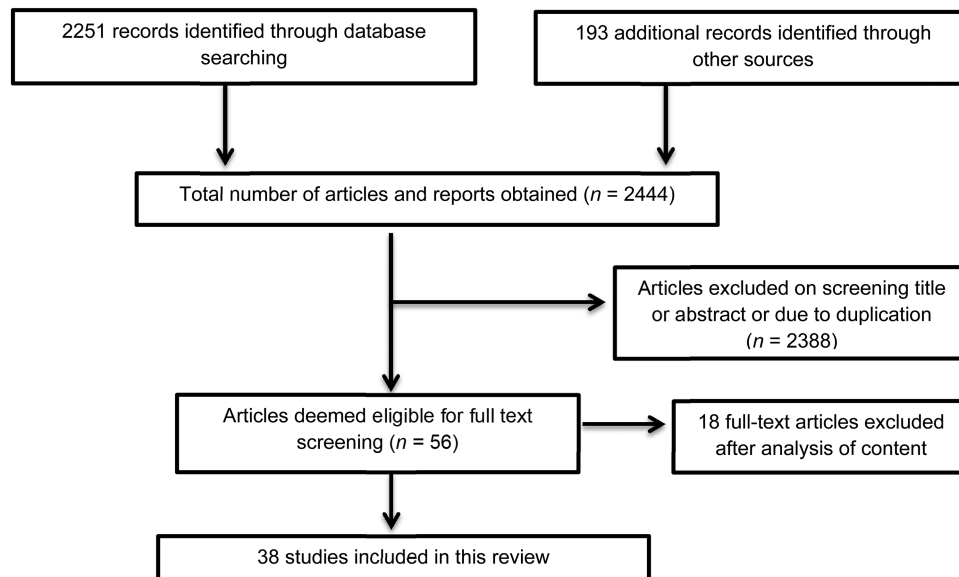 2251 records identified through database
searching
193 additional records identified through
other sources
Total number of articles and reports obtained (n = 2444)
Articles excluded on screening title
or abstract or due to duplication
(n = 2388)
Articles deemed eligible for full text
screening (n = 56)
18 full-text articles excluded
after analysis of content
38 studies included in this review